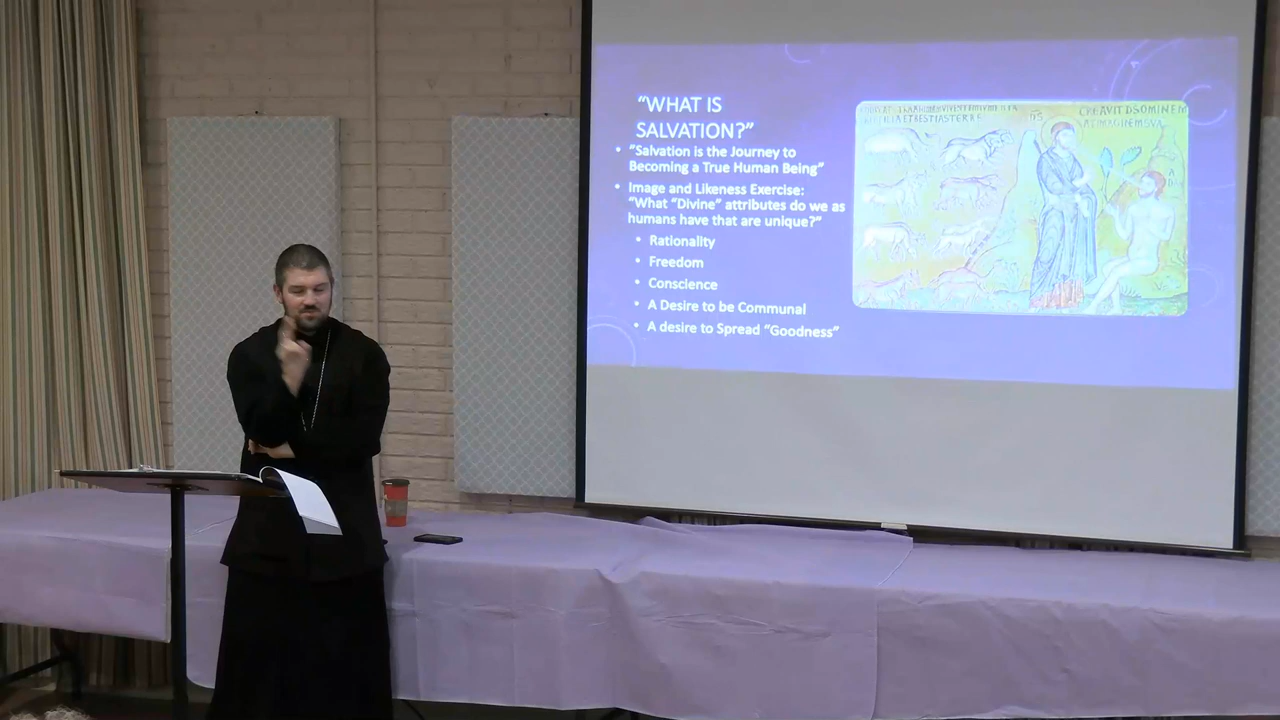 "WHAT IS
SALVATION?"
• "Salvation is the Journey to
Becoming a True Human Being"
• Image and Likeness Exercise:
"What "Divine" attributes do we as
humans have that are unique?"
• Rationality
• Freedom
• Conscience
• A Desire to be Communal
• A desire to Spread "Goodness"
CREAVIT DS OMINEM